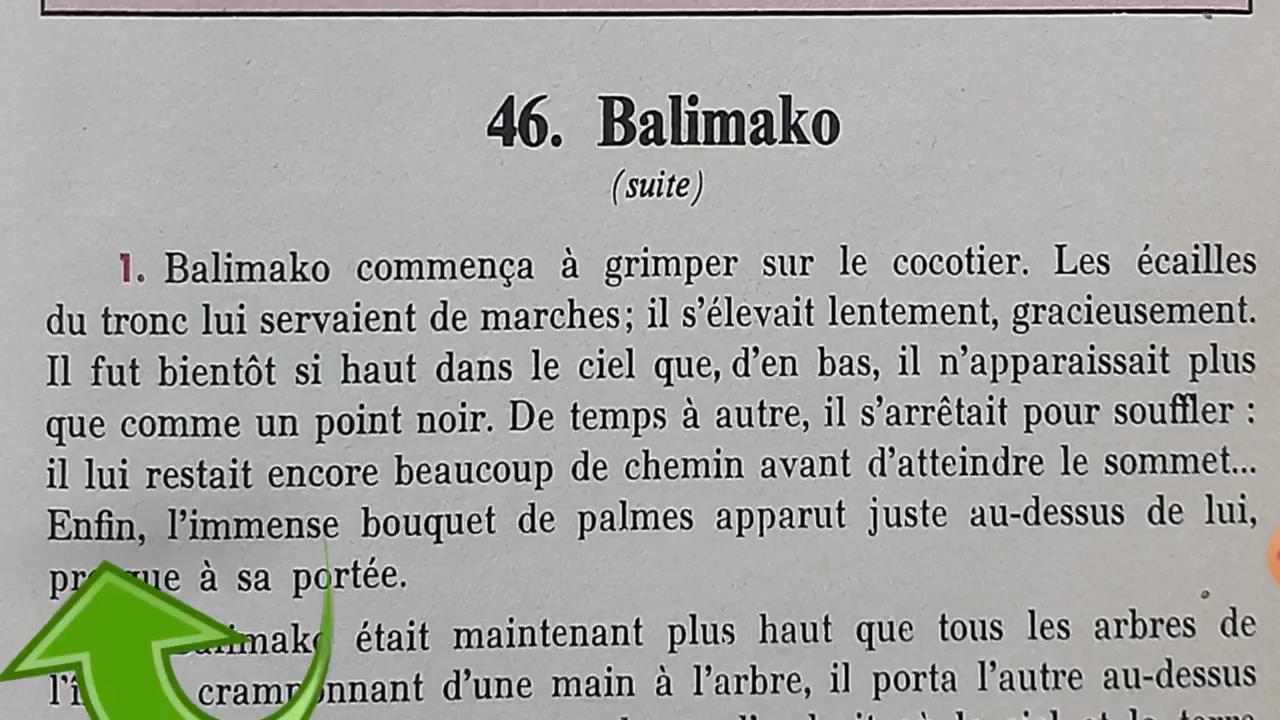 46. Balimako
(suite)
1. Balimako commença à grimper sur le cocotier. Les écailles
du tronc lui servaient de marches; il s'élevait lentement, gracieusement.
Il fut bientôt si haut dans le ciel que, d'en bas, il n'apparaissait plus
que comme un point noir. De temps à autre, il s'arrêtait pour souffler :
il lui restait encore beaucoup de chemin avant d'atteindre le sommet...
Enfin, l'immense bouquet de palmes apparut juste au-dessus de lui,
à sa portée.
était maintenant plus haut que tous les arbres de
d'une main à l'arbre, il porta l'autre au-dessus